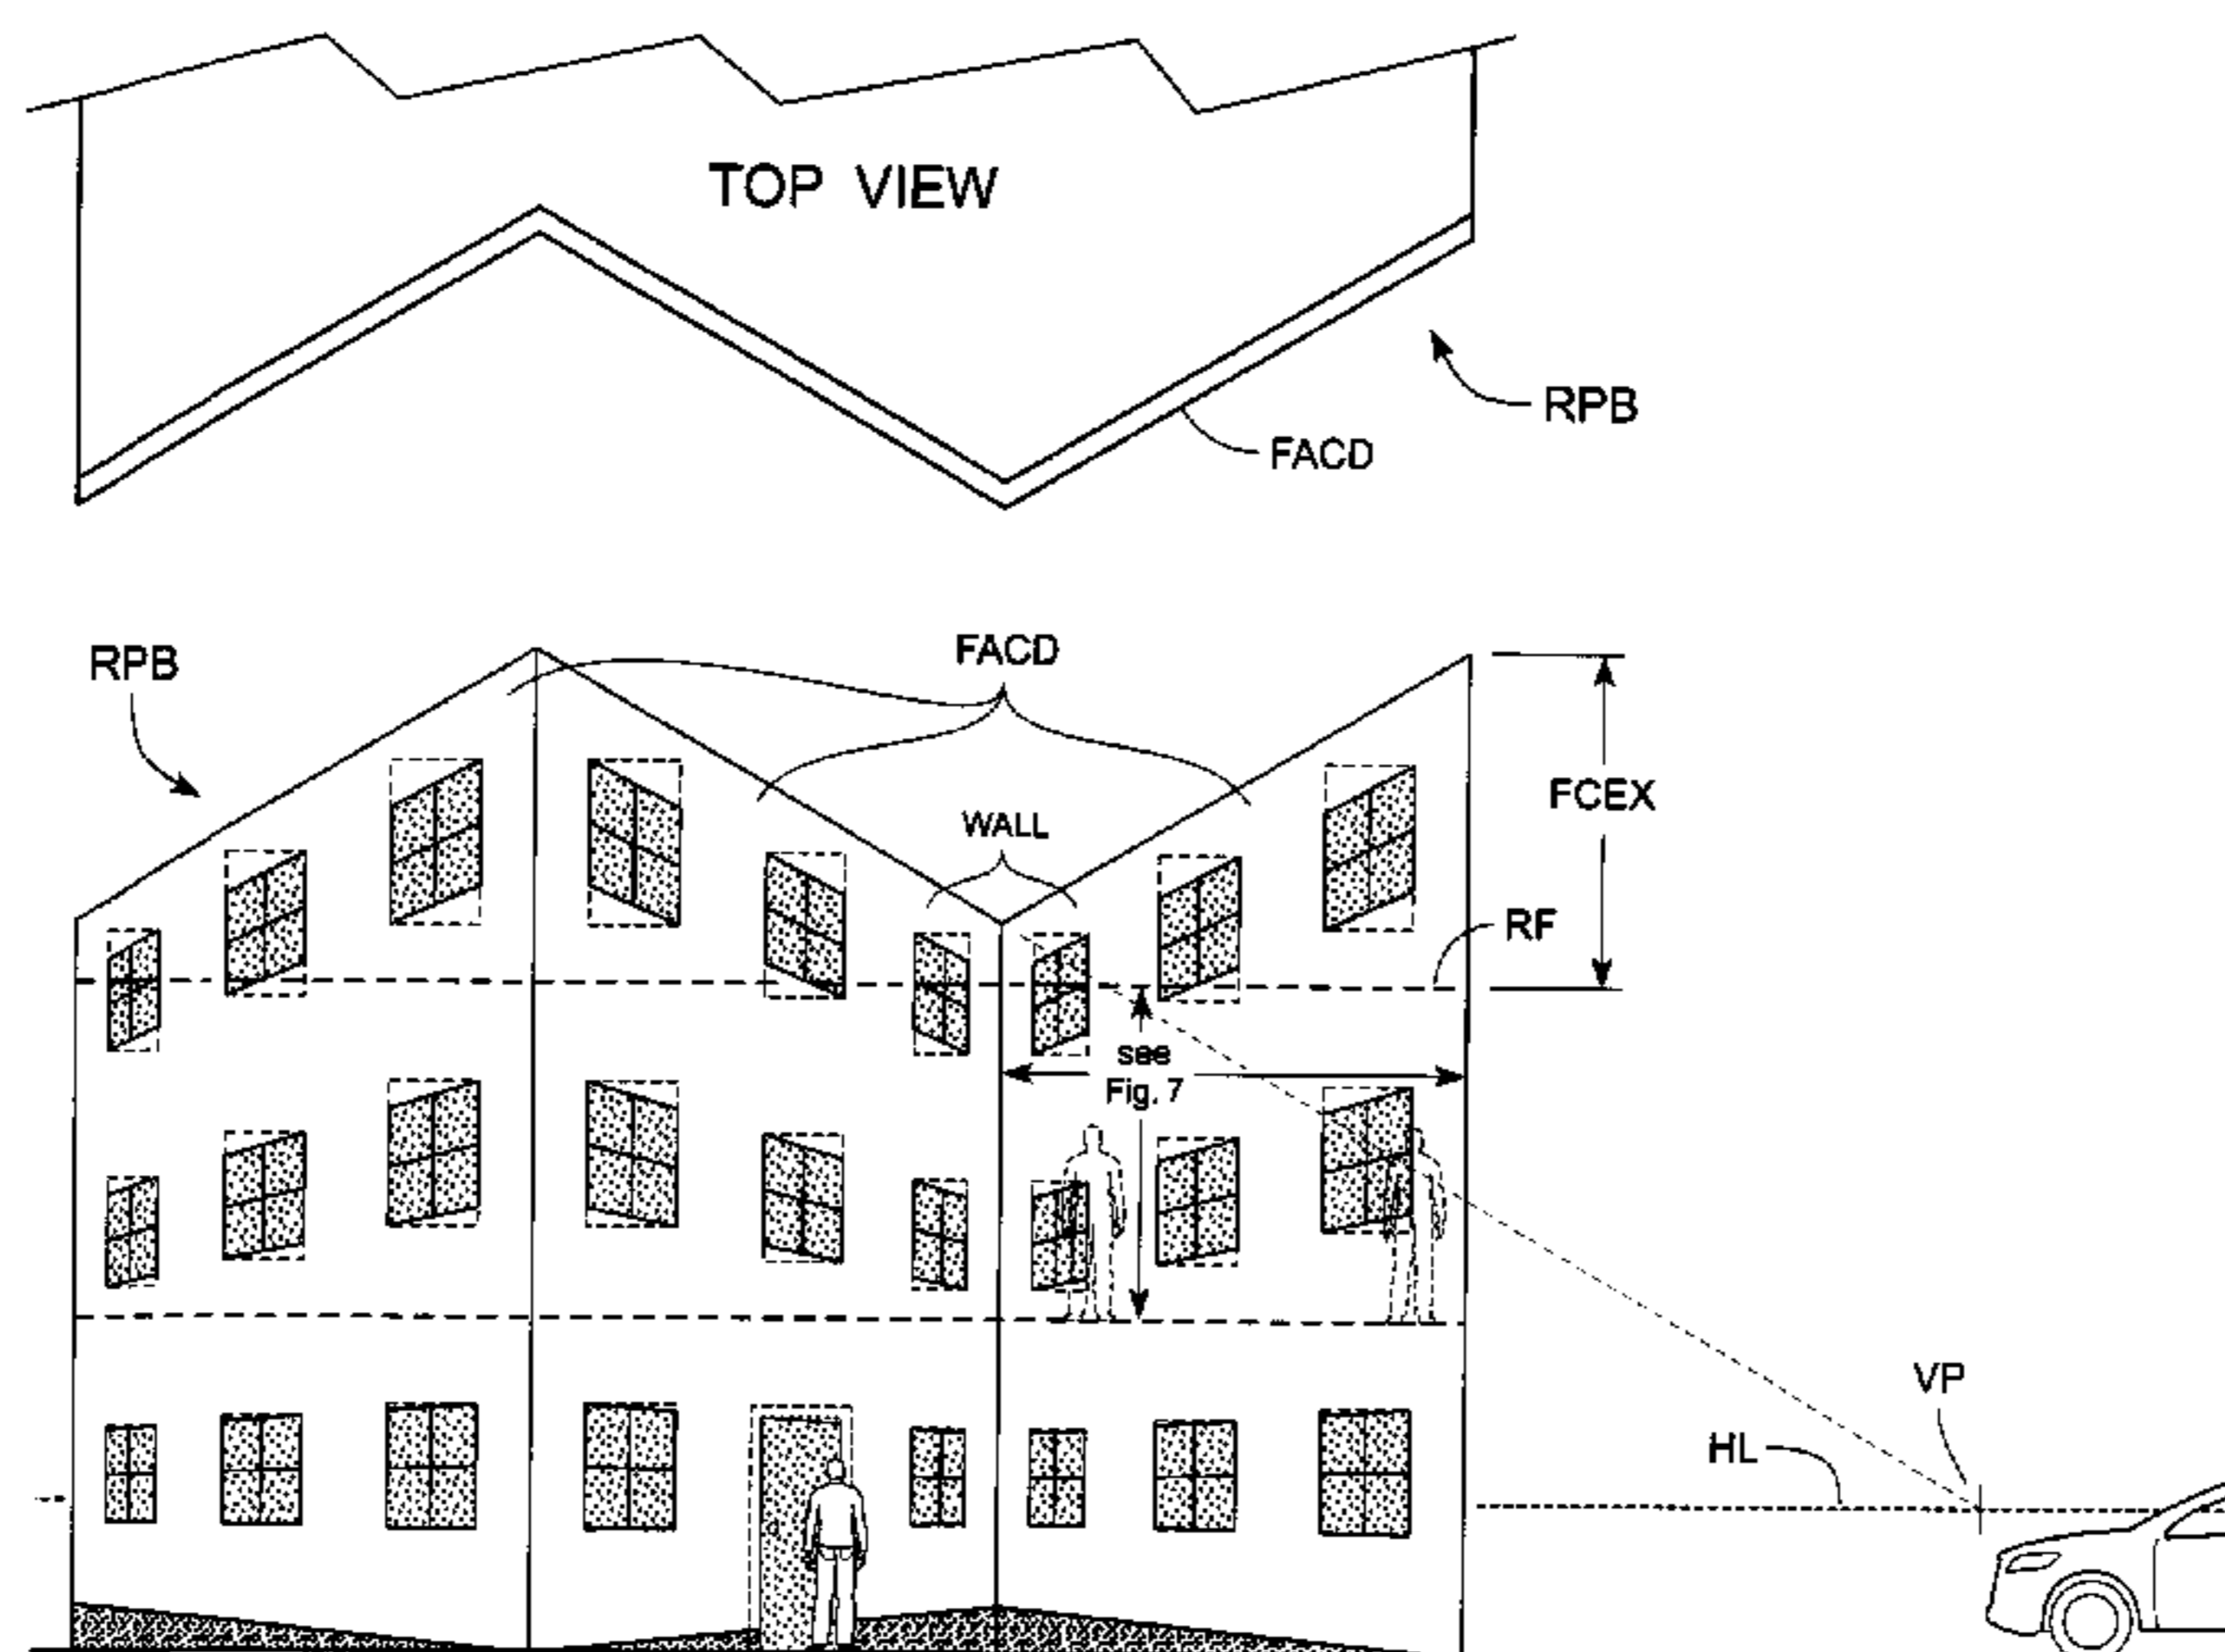 TOP VIEW
RPB
FACD
RPB
FACD
FCEX
WALL
RF
see
Fig. 7
VP
HL